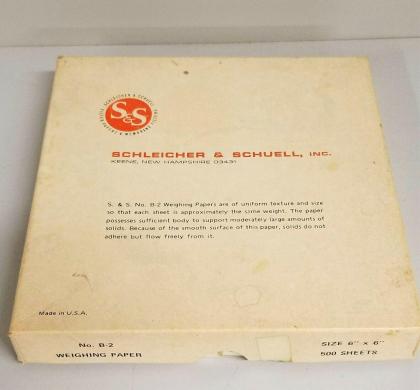 S&S
SCHLEICHER & SCHUELL, INC.
KEENE, NEW HAMPSHIRE 03431
S. & S. No. B-2 Weighing Papers are of uniform texture and size
so that each sheet is approximately the same weight. The paper
possesses sufficient body to support moderately large amounts of
solids. Because of the smooth surface of this paper, solids do not
adhere but flow freely from it.
Made in U.S.A.
No. B-2
WEIGHING PAPER
SIZE 6" x 6"
500 SHEETS